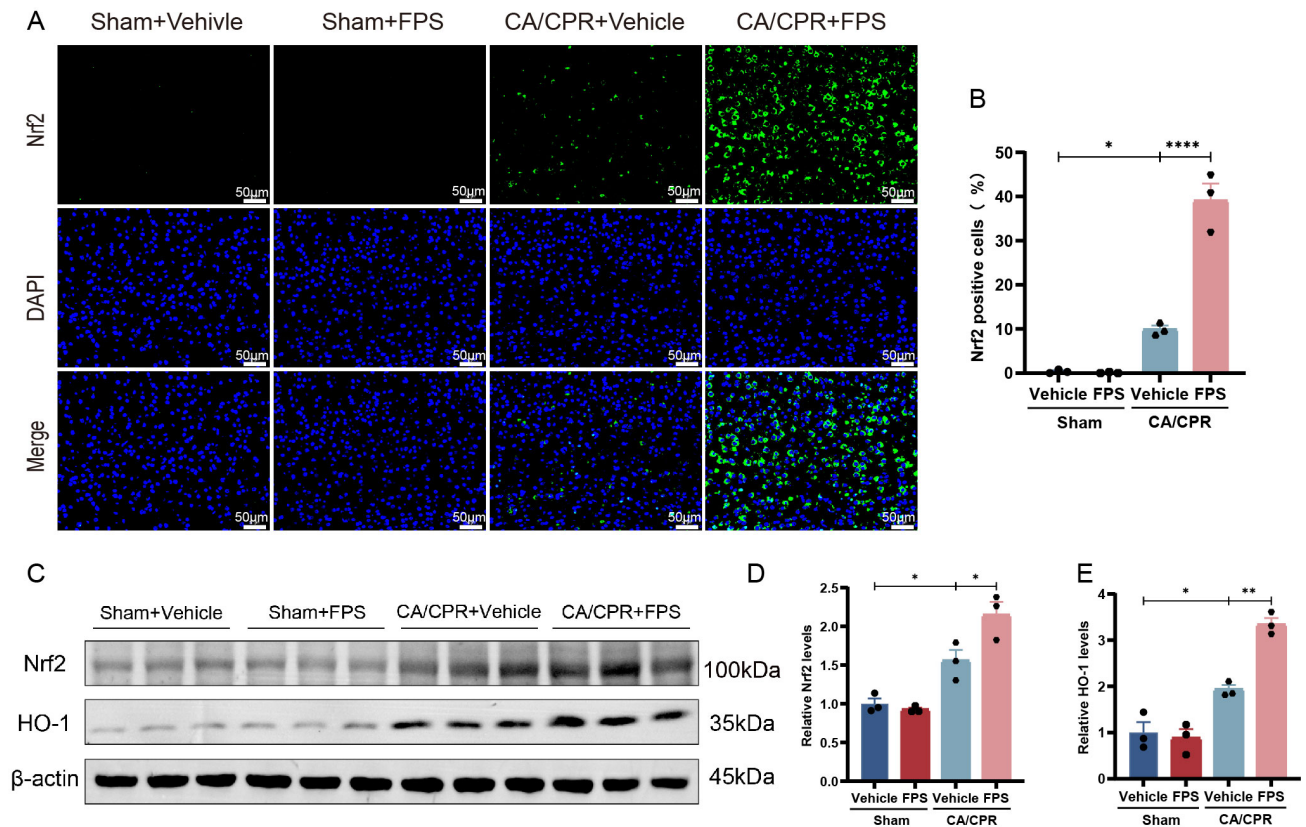 A
Sham+Vehivle
Sham+FPS
CA/CPR+Vehicle
CA/CPR+FPS
Nrf2
50μm
50μm
50μm
50μm
DAPI
50μm
50μm
50μm
50μm
Merge
50μm
50μm
50μm
50μm
B
Nrf2 positive cells (%)
50
40
30
20
10
0
*
****
Vehicle FPS Vehicle FPS
Sham CA/CPR
C
Sham+Vehicle
Sham+FPS
CA/CPR+Vehicle
CA/CPR+FPS
Nrf2
100kDa
HO-1
35kDa
β-actin
45kDa
D
Relative Nrf2 levels
2.5
2.0
1.5
1.0
0.5
0.0
*
*
Vehicle FPS Vehicle FPS
Sham CA/CPR
E
Relative HO-1 levels
4
3
2
1
0
*
**
Vehicle FPS Vehicle FPS
Sham CA/CPR